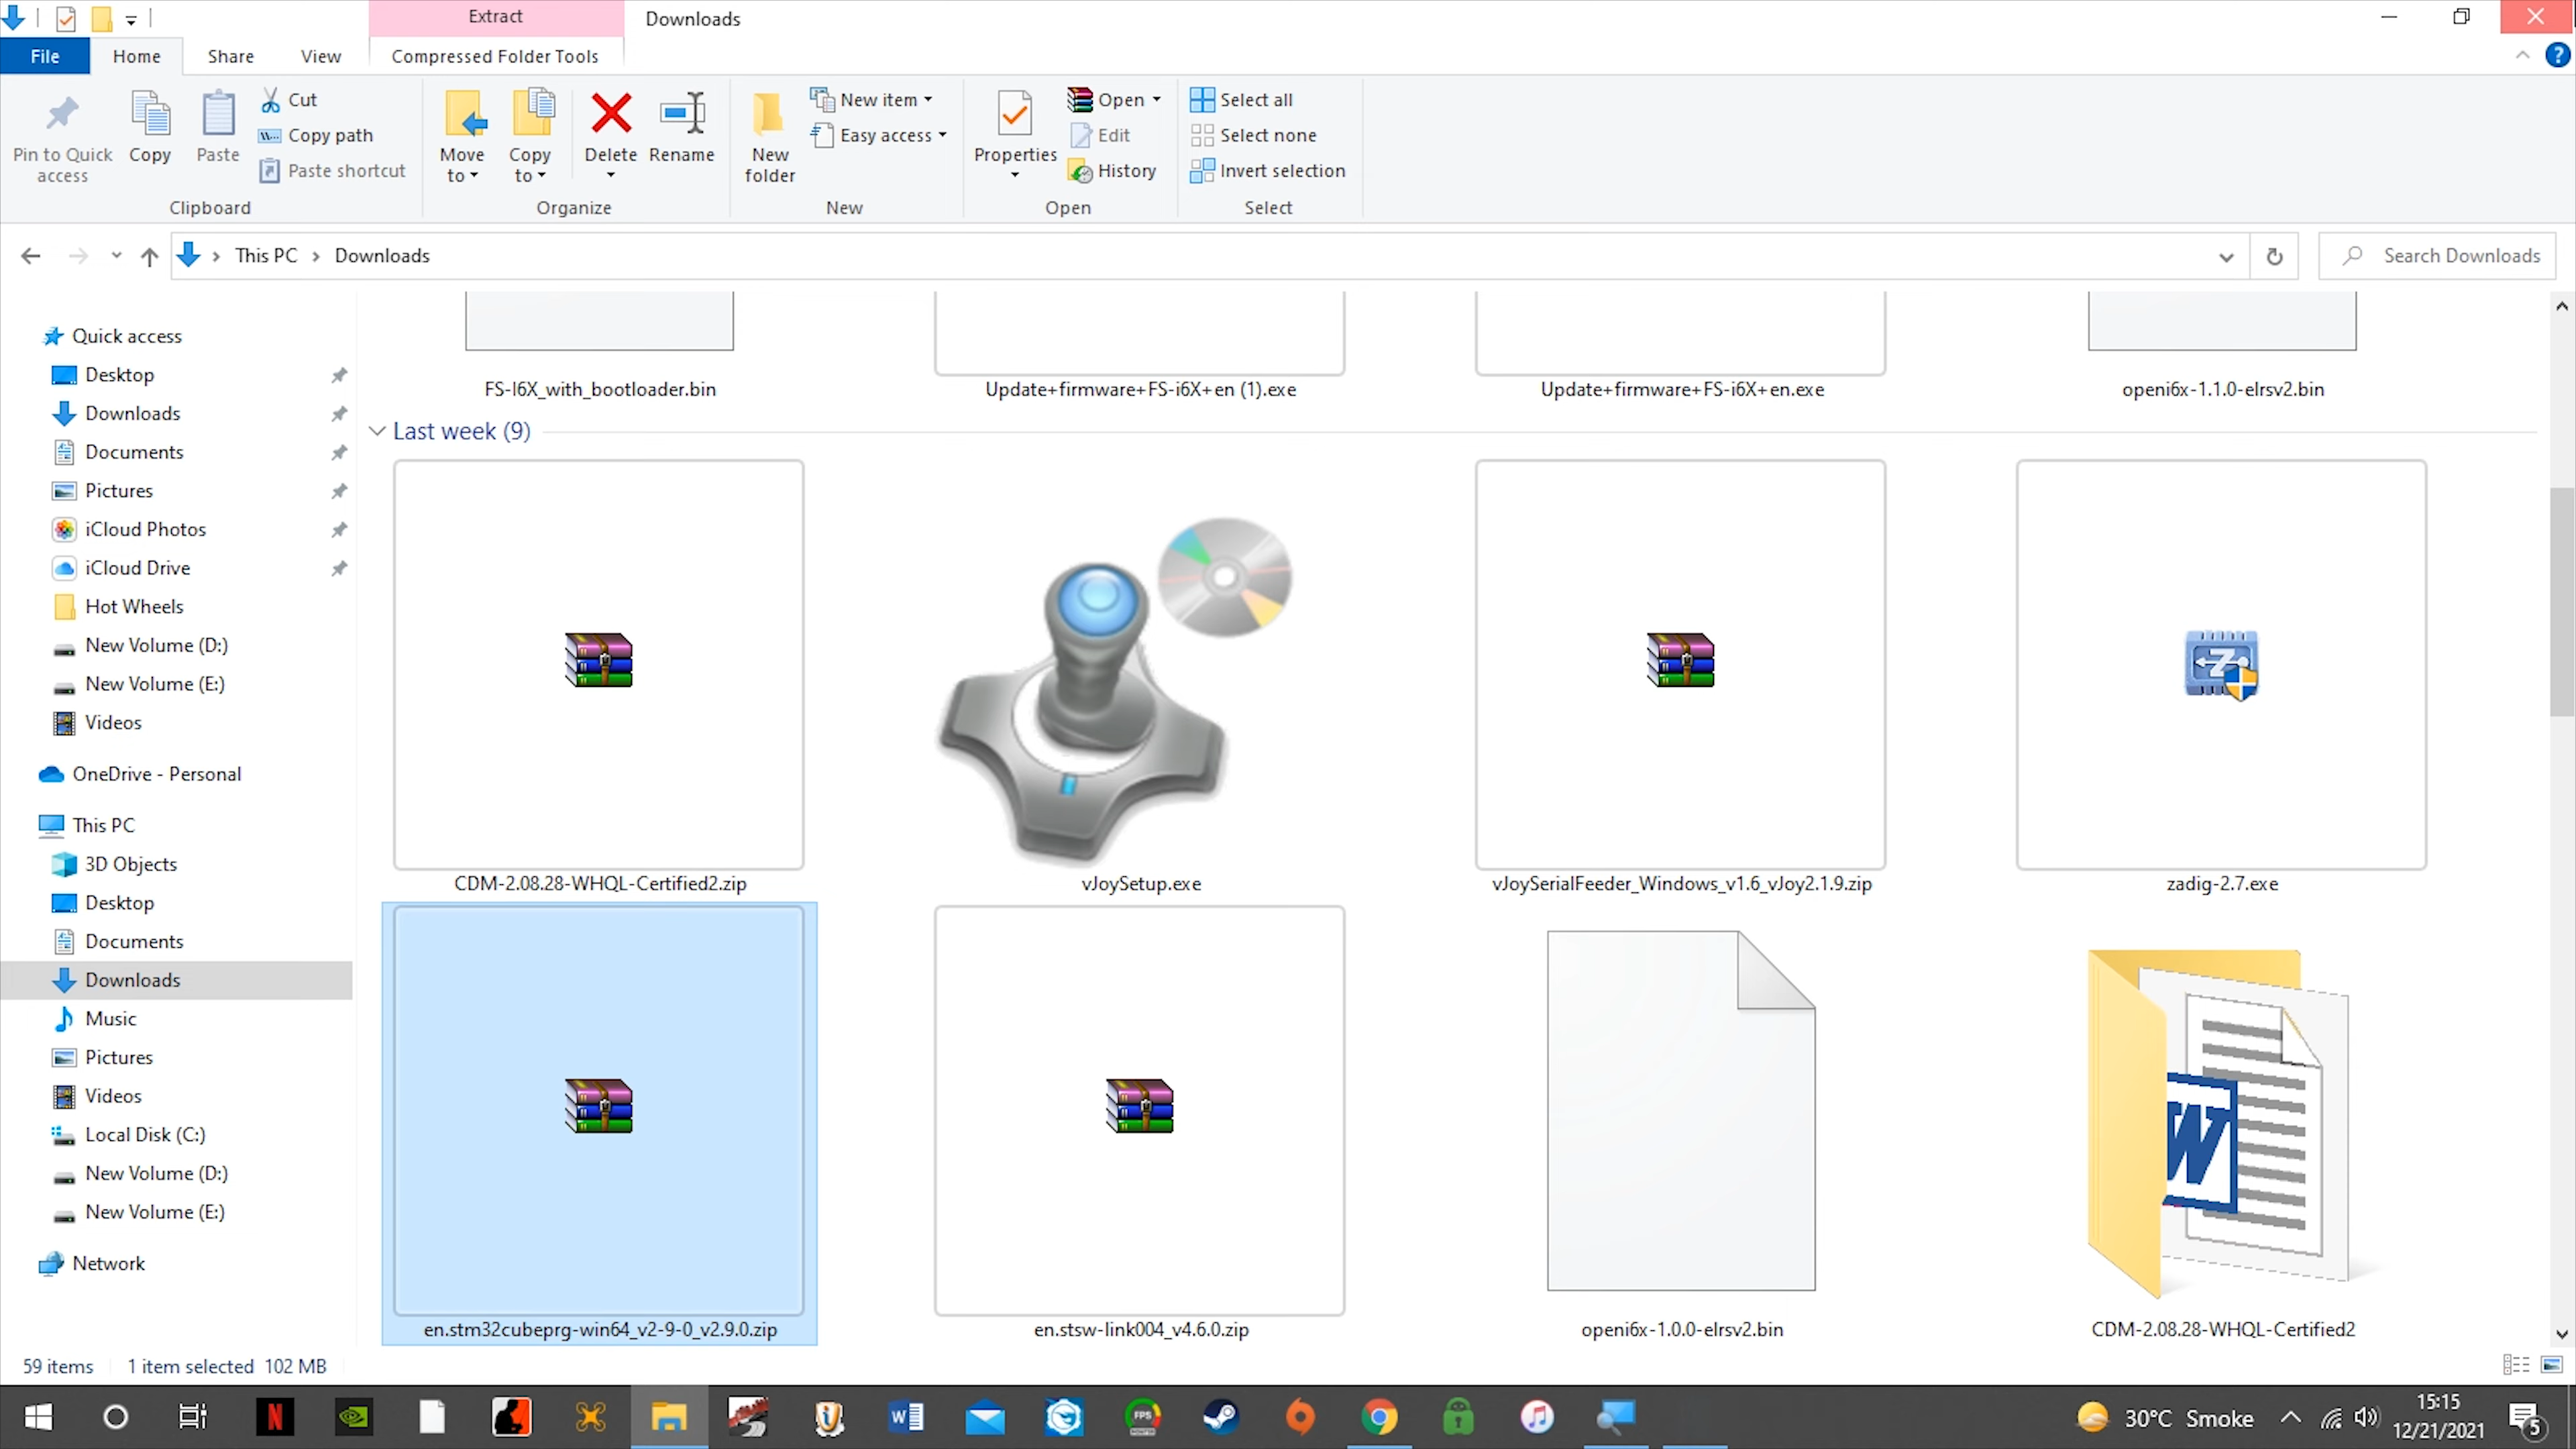 Extract
Downloads
File
Home
Share
View
Compressed Folder Tools
Pin to Quick access
Copy
Paste
Cut
Copy path
Paste shortcut
Clipboard
Move to
Copy to
Delete
Rename
Organize
New folder
New item
Easy access
New
Properties
Open
Edit
History
Open
Select all
Select none
Invert selection
Select
This PC
Downloads
Search Downloads
Quick access
Desktop
Downloads
Documents
Pictures
iCloud Photos
iCloud Drive
Hot Wheels
New Volume (D:)
New Volume (E:)
Videos
OneDrive - Personal
This PC
3D Objects
Desktop
Documents
Downloads
Music
Pictures
Videos
Local Disk (C:)
New Volume (D:)
New Volume (E:)
Network
FS-I6X_with_bootloader.bin
Update+firmware+FS-i6X+en (1).exe
Update+firmware+FS-i6X+en.exe
openi6x-1.1.0-elrsv2.bin
Last week (9)
CDM-2.08.28-WHQL-Certified2.zip
vJoySetup.exe
vJoySerialFeeder_Windows_v1.6_vJoy2.1.9.zip
zadig-2.7.exe
en.stm32cubeprg-win64_v2-9-0_v2.9.0.zip
en.stsw-link004_v4.6.0.zip
openi6x-1.0.0-elrsv2.bin
CDM-2.08.28-WHQL-Certified2
59 items
1 item selected 102 MB
30°C Smoke
15:15
12/21/2021
5